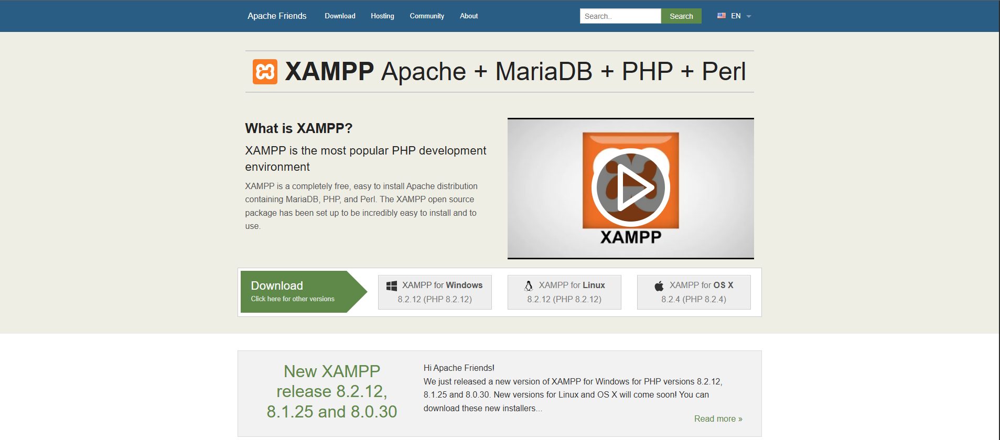 Apache Friends Download Hosting Community About Search.. Search EN
XAMPP Apache + MariaDB + PHP + Perl
What is XAMPP?
XAMPP is the most popular PHP development
environment
XAMPP is a completely free, easy to install Apache distribution
containing MariaDB, PHP, and Perl. The XAMPP open source
package has been set up to be incredibly easy to install and to
use.
XAMPP
Download
Click here for other versions
XAMPP for Windows
8.2.12 (PHP 8.2.12)
XAMPP for Linux
8.2.12 (PHP 8.2.12)
XAMPP for OS X
8.2.4 (PHP 8.2.4)
New XAMPP
release 8.2.12,
8.1.25 and 8.0.30
Hi Apache Friends!
We just released a new version of XAMPP for Windows for PHP versions 8.2.12,
8.1.25 and 8.0.30. New versions for Linux and OS X will come soon! You can
download these new installers...
Read more »